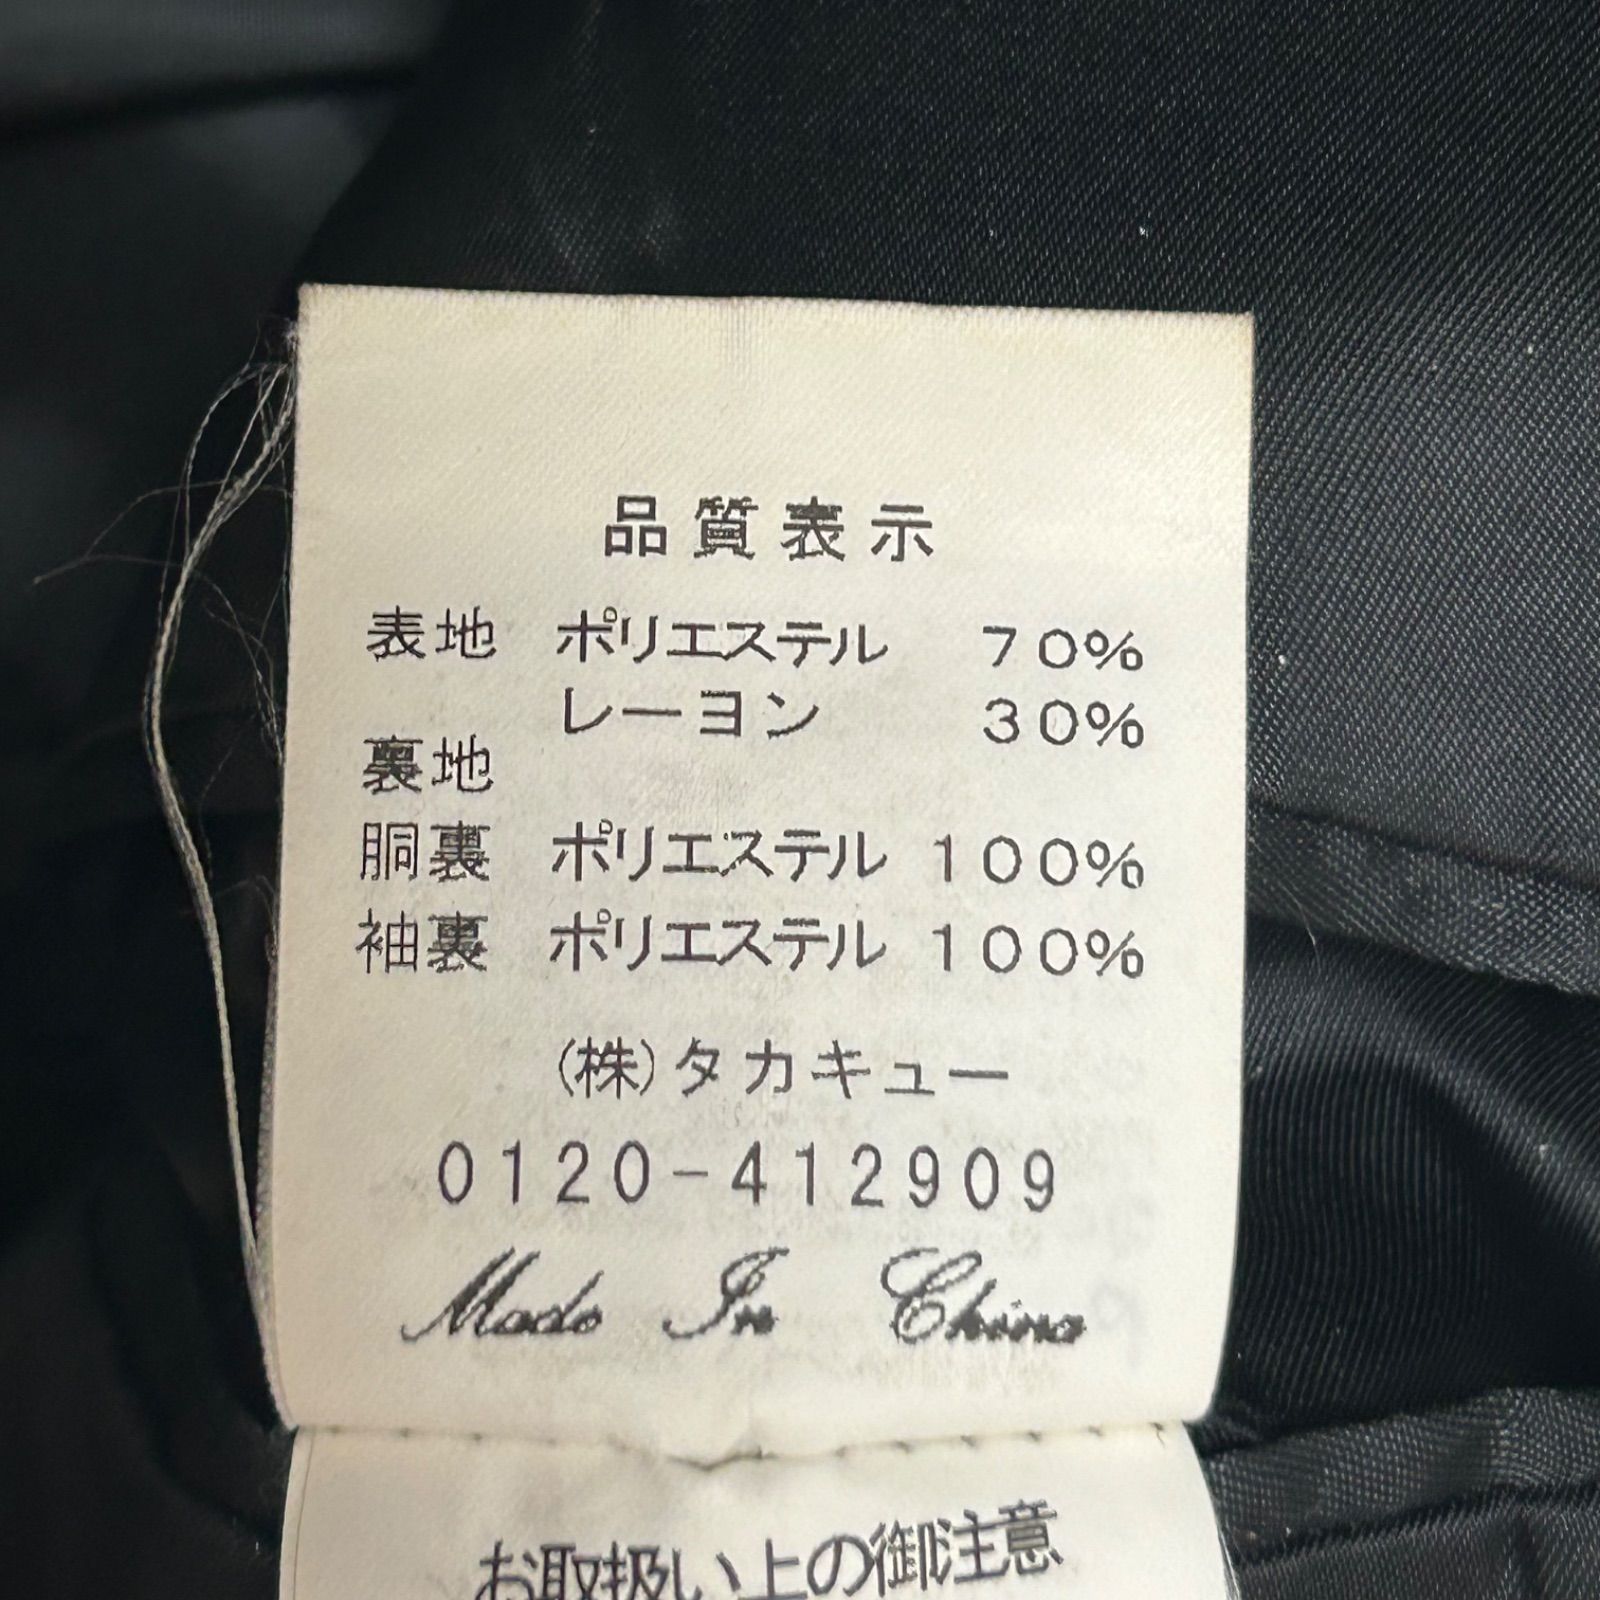 品質表示
表地 ポリエステル 70%
レーヨン 30%
裏地
胴裏 ポリエステル 100%
袖裏 ポリエステル 100%
(株)タカキュー
0120-412909
Made In China
お取扱い上の御注意